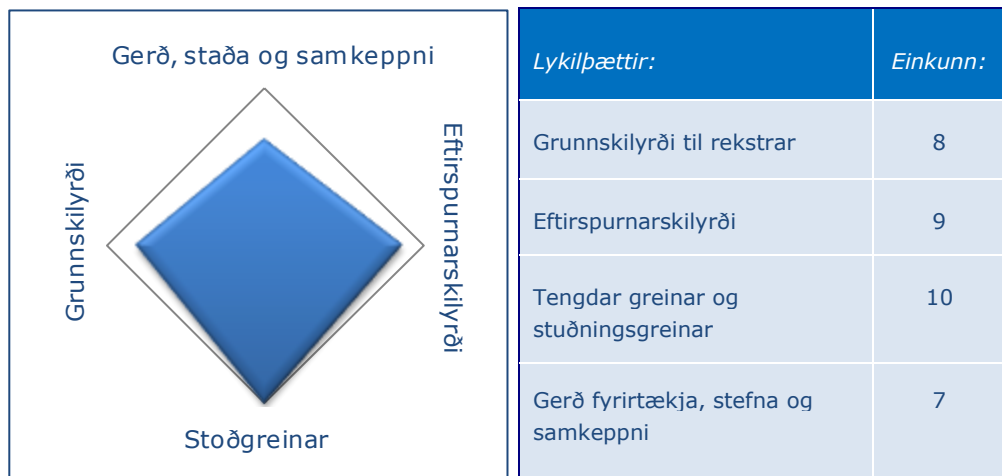 Gerð, staða og samkeppni
Grunnskilyrði
Eftirspurnarskilyrði
Stoðgreinar
Lykilþættir: Einkunn:
Grunnskilyrði til rekstrar 8
Eftirspurnarskilyrði 9
Tengdar greinar og 10
stuðningsgreinar
Gerð fyrirtækja, stefna og 7
samkeppni